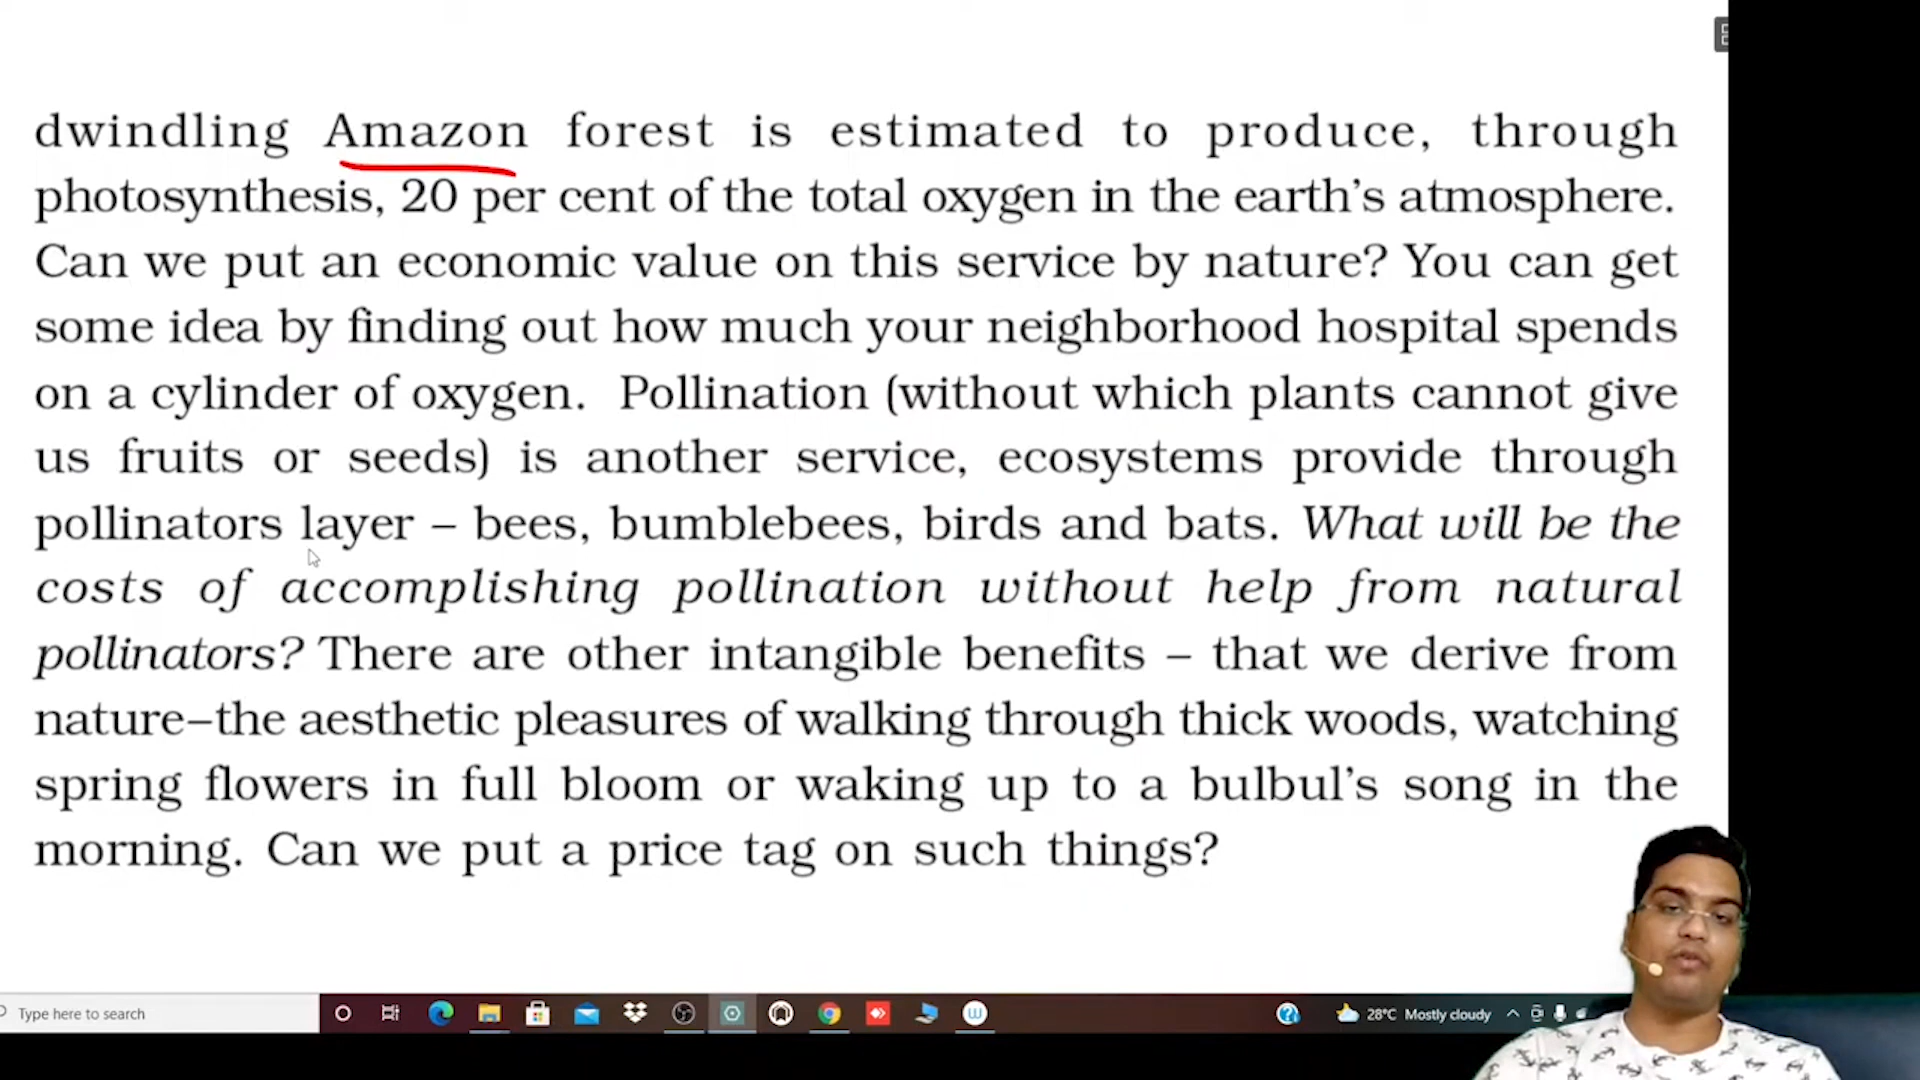 dwindling Amazon forest is estimated to produce, through
photosynthesis, 20 per cent of the total oxygen in the earth’s atmosphere.
Can we put an economic value on this service by nature? You can get
some idea by finding out how much your neighborhood hospital spends
on a cylinder of oxygen. Pollination (without which plants cannot give
us fruits or seeds) is another service, ecosystems provide through
pollinators layer – bees, bumblebees, birds and bats. What will be the
costs of accomplishing pollination without help from natural
pollinators? There are other intangible benefits – that we derive from
nature–the aesthetic pleasures of walking through thick woods, watching
spring flowers in full bloom or waking up to a bulbul’s song in the
morning. Can we put a price tag on such things?
Type here to search
28°C Mostly cloudy